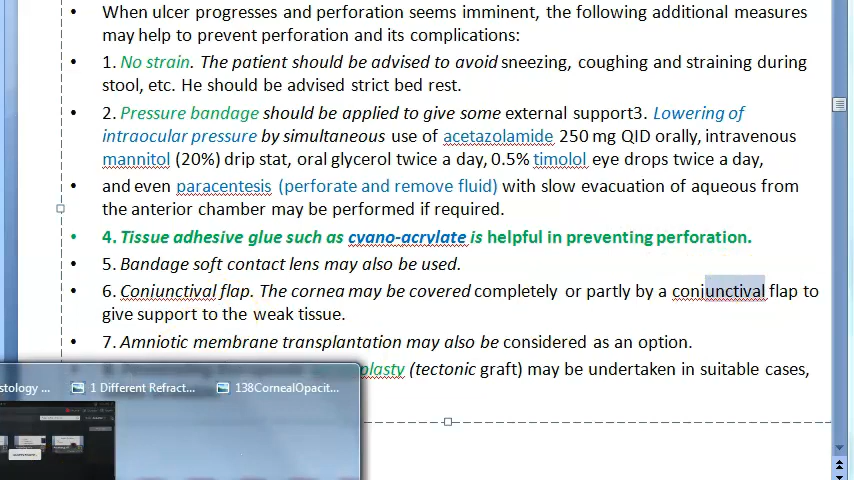 • When ulcer progresses and perforation seems imminent, the following additional measures
may help to prevent perforation and its complications:
• 1. No strain. The patient should be advised to avoid sneezing, coughing and straining during
stool, etc. He should be advised strict bed rest.
• 2. Pressure bandage should be applied to give some external support3. Lowering of
intraocular pressure by simultaneous use of acetazolamide 250 mg QID orally, intravenous
mannitol (20%) drip stat, oral glycerol twice a day, 0.5% timolol eye drops twice a day,
• and even paracentesis (perforate and remove fluid) with slow evacuation of aqueous from
the anterior chamber may be performed if required.
• 4. Tissue adhesive glue such as cyano-acrylate is helpful in preventing perforation.
• 5. Bandage soft contact lens may also be used.
• 6. Conjunctival flap. The cornea may be covered completely or partly by a conjunctival flap to
give support to the weak tissue.
• 7. Amniotic membrane transplantation may also be considered as an option.
plasty (tectonic graft) may be undertaken in suitable cases,
stology ... 1 Different Refract... 138CornealOpacit...